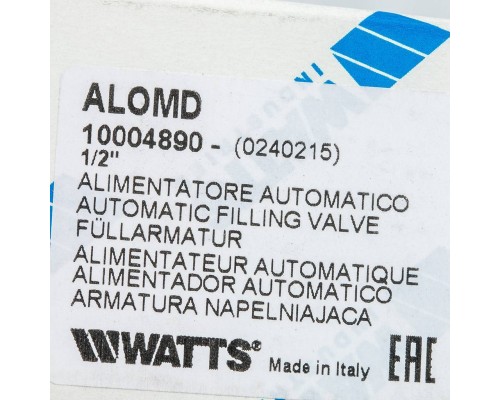 ALOMD
10004890 - (0240215)
1/2"
ALIMENTATORE AUTOMATICO
AUTOMATIC FILLING VALVE
FÜLLARMATUR
ALIMENTATEUR AUTOMATIQUE
ALIMENTADOR AUTOMATICO
ARMATURA NAPELNIAJACA
WATTS® Made in Italy EAC